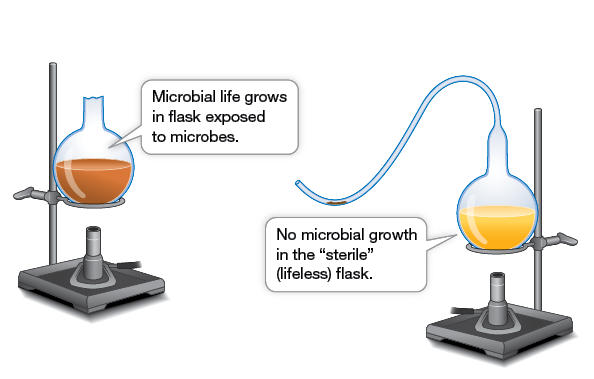 Microbial life grows
in flask exposed
to microbes.
No microbial growth
in the “sterile”
(lifeless) flask.